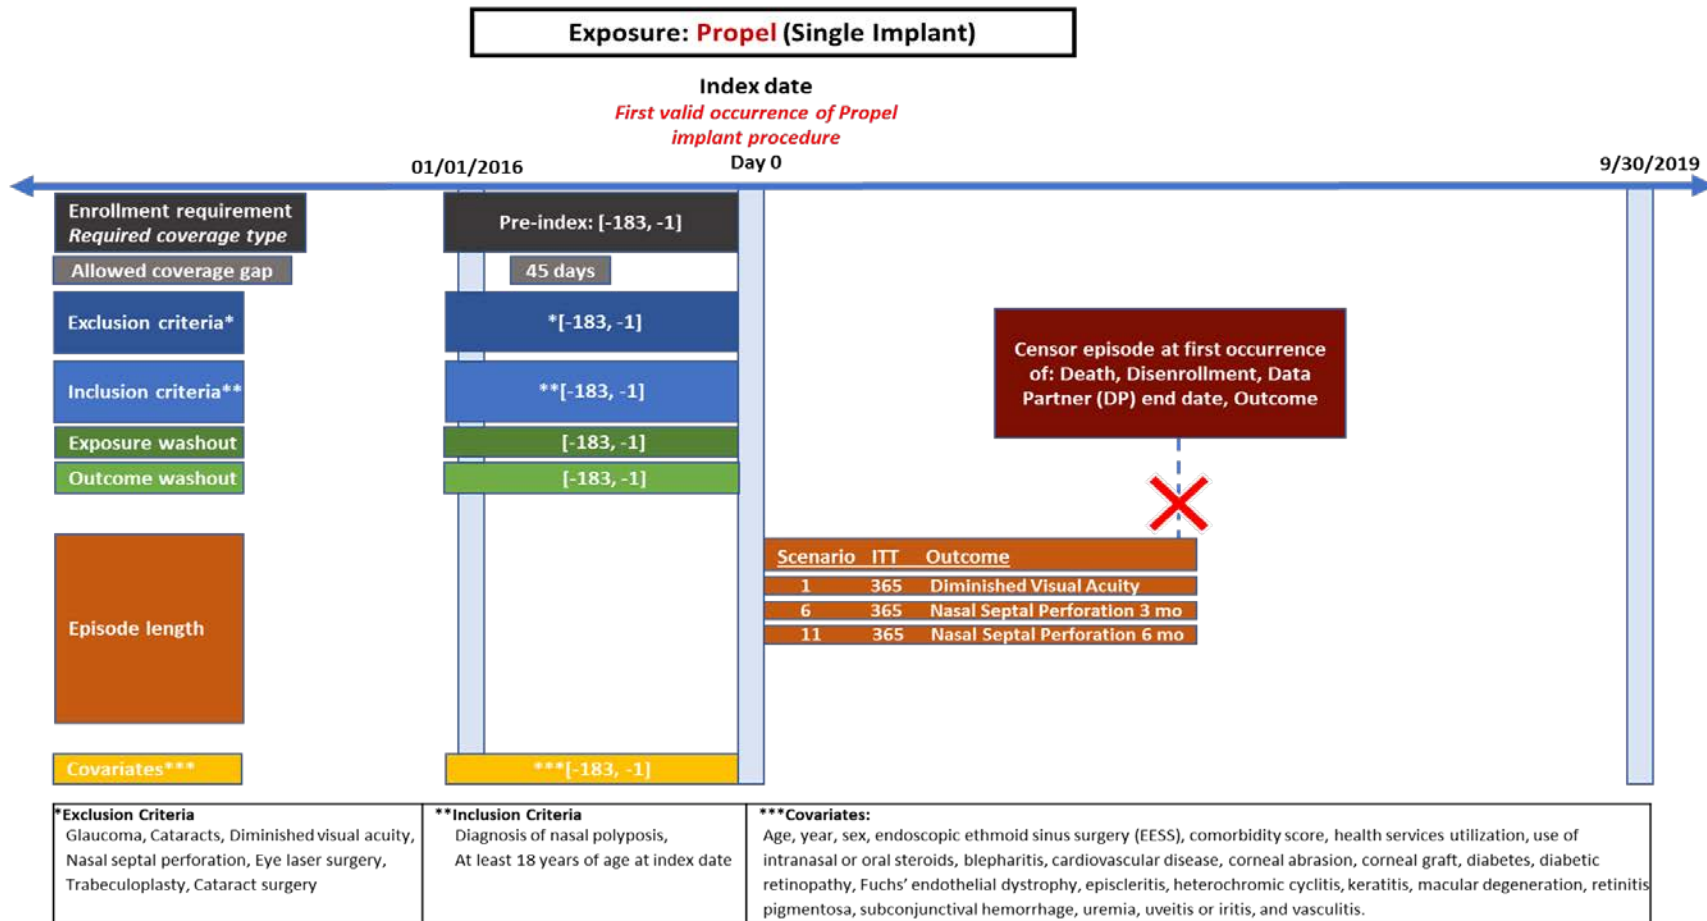 Exposure: Propel (Single Implant)
Index date
First valid occurrence of Propel
implant procedure
01/01/2016
Day 0
9/30/2019
Enrollment requirement
Required coverage type
Pre-index: [-183, -1]
Allowed coverage gap
45 days
Exclusion criteria*
*[-183, -1]
Inclusion criteria**
**[-183, -1]
Exposure washout
[-183, -1]
Outcome washout
[-183, -1]
Censor episode at first occurrence
of: Death, Disenrollment, Data
Partner (DP) end date, Outcome
Episode length
Scenario ITT Outcome
1 365 Diminished Visual Acuity
6 365 Nasal Septal Perforation 3 mo
11 365 Nasal Septal Perforation 6 mo
Covariates***
***[-183, -1]
*Exclusion Criteria
Glaucoma, Cataracts, Diminished visual acuity,
Nasal septal perforation, Eye laser surgery,
Trabeculoplasty, Cataract surgery
**Inclusion Criteria
Diagnosis of nasal polyposis,
At least 18 years of age at index date
***Covariates:
Age, year, sex, endoscopic ethmoid sinus surgery (EESS), comorbidity score, health services utilization, use of
intranasal or oral steroids, blepharitis, cardiovascular disease, corneal abrasion, corneal graft, diabetes, diabetic
retinopathy, Fuchs' endothelial dystrophy, episcleritis, heterochromic cyclitis, keratitis, macular degeneration, retinitis
pigmentosa, subconjunctival hemorrhage, uremia, uveitis or iritis, and vasculitis.